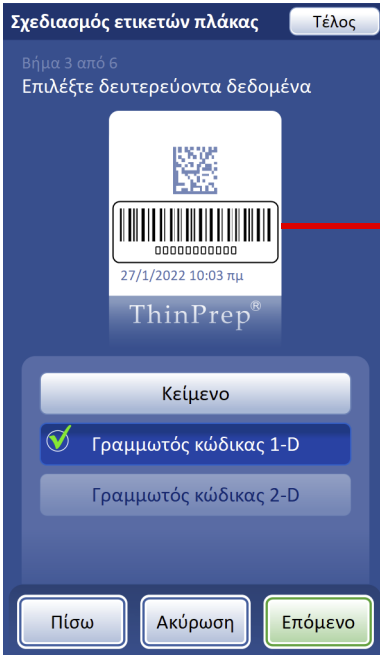 Σχεδιασμός ετικετών πλάκας
Τέλος
Βήμα 3 από 6
Επιλέξτε δευτερεύοντα δεδομένα
00000000000
27/1/2022 10:03 πμ
ThinPrep®
Κείμενο
Γραμμωτός κώδικας 1-D
Γραμμωτός κώδικας 2-D
Πίσω
Ακύρωση
Επόμενο